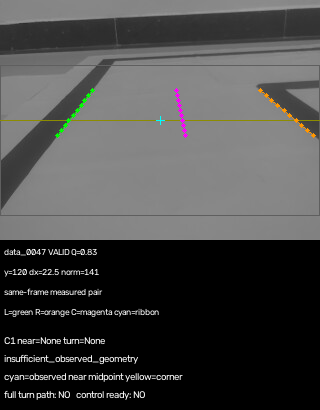 data_0047 VALID Q=0.83
y=120 dx=22.5 norm=141
same-frame measured pair
L=green R=orange C=magenta cyan=ribbon
C1 near=None turn=None
insufficient_observed_geometry
cyan=observed near midpoint yellow=corner
full turn path: NO control ready: NO